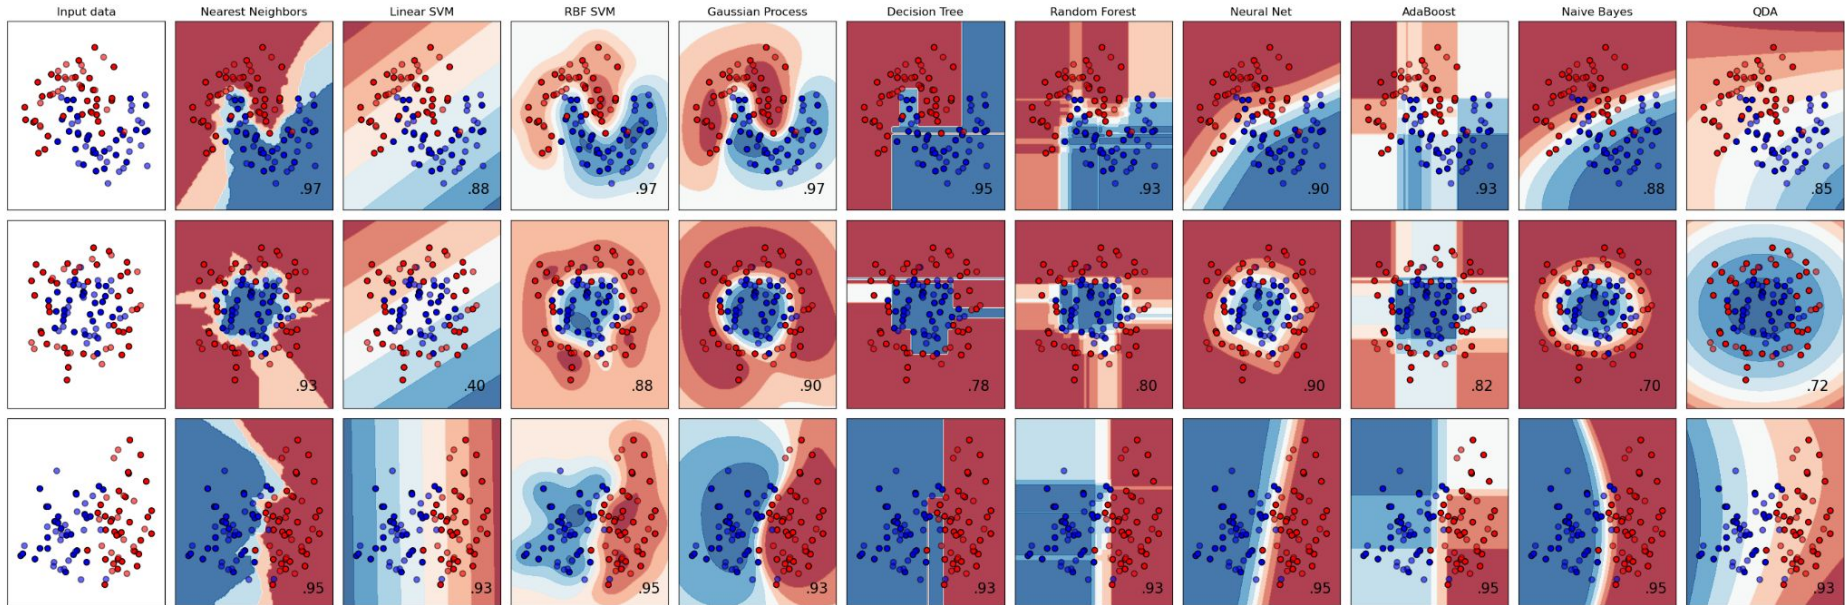 Input data Nearest Neighbors Linear SVM RBF SVM Gaussian Process Decision Tree Random Forest Neural Net AdaBoost Naive Bayes QDA
.97 .88 .97 .97 .95 .93 .90 .93 .88 .85
.93 .40 .88 .90 .78 .80 .90 .82 .70 .72
.95 .93 .95 .93 .93 .93 .95 .95 .95 .93